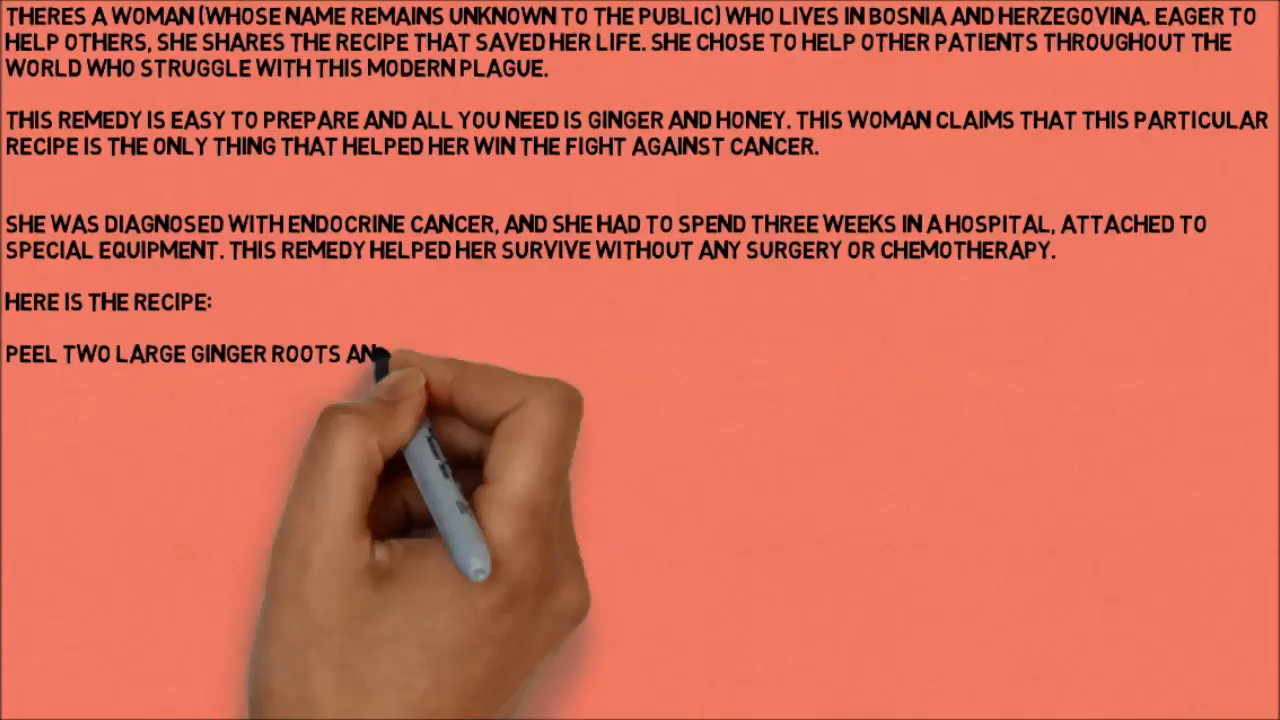 THERES A WOMAN (WHOSE NAME REMAINS UNKNOWN TO THE PUBLIC) WHO LIVES IN BOSNIA AND HERZEGOVINA. EAGER TO
HELP OTHERS, SHE SHARES THE RECIPE THAT SAVED HER LIFE. SHE CHOSE TO HELP OTHER PATIENTS THROUGHOUT THE
WORLD WHO STRUGGLE WITH THIS MODERN PLAGUE.
THIS REMEDY IS EASY TO PREPARE AND ALL YOU NEED IS GINGER AND HONEY. THIS WOMAN CLAIMS THAT THIS PARTICULAR
RECIPE IS THE ONLY THING THAT HELPED HER WIN THE FIGHT AGAINST CANCER.
SHE WAS DIAGNOSED WITH ENDOCRINE CANCER, AND SHE HAD TO SPEND THREE WEEKS IN A HOSPITAL, ATTACHED TO
SPECIAL EQUIPMENT. THIS REMEDY HELPED HER SURVIVE WITHOUT ANY SURGERY OR CHEMOTHERAPY.
HERE IS THE RECIPE:
PEEL TWO LARGE GINGER ROOTS AN